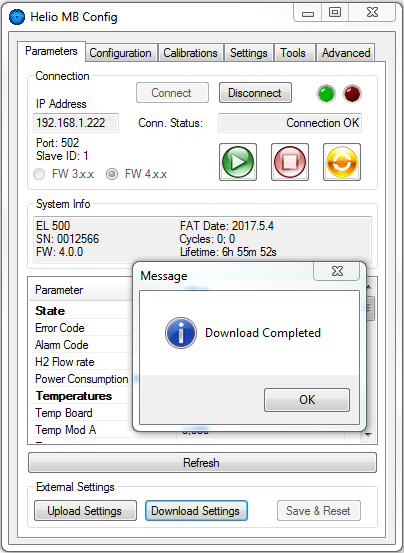 Helio MB Config
Parameters Configuration Calibrations Settings Tools Advanced
Connection
Connect Disconnect
IP Address
192.168.1.222 Conn. Status: Connection OK
Port: 502
Slave ID: 1
FW 3.x.x FW 4.x.x
System Info
EL 500 FAT Date: 2017.5.4
SN: 0012566 Cycles: 0; 0
FW: 4.0.0 Lifetime: 6h 55m 52s
Message
Download Completed
OK
Parameter
State
Error Code
Alarm Code
H2 Flow rate
Power Consumption
Temperatures
Temp Board
Temp Mod A
Refresh
External Settings
Upload Settings Download Settings Save & Reset